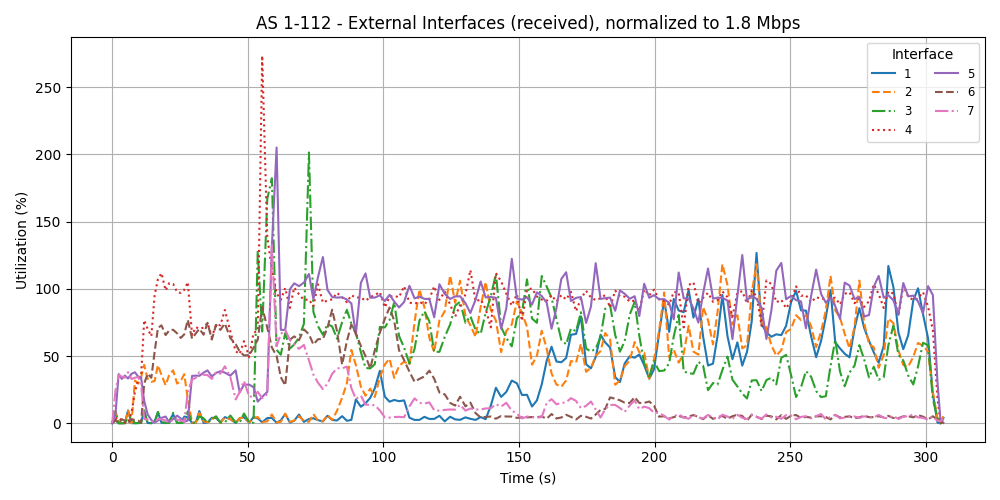 AS 1-112 - External Interfaces (received), normalized to 1.8 Mbps
Utilization (%)
250
200
150
100
50
0
0 50 100 150 200 250 300
Time (s)
Interface
1 5
2 6
3 7
4